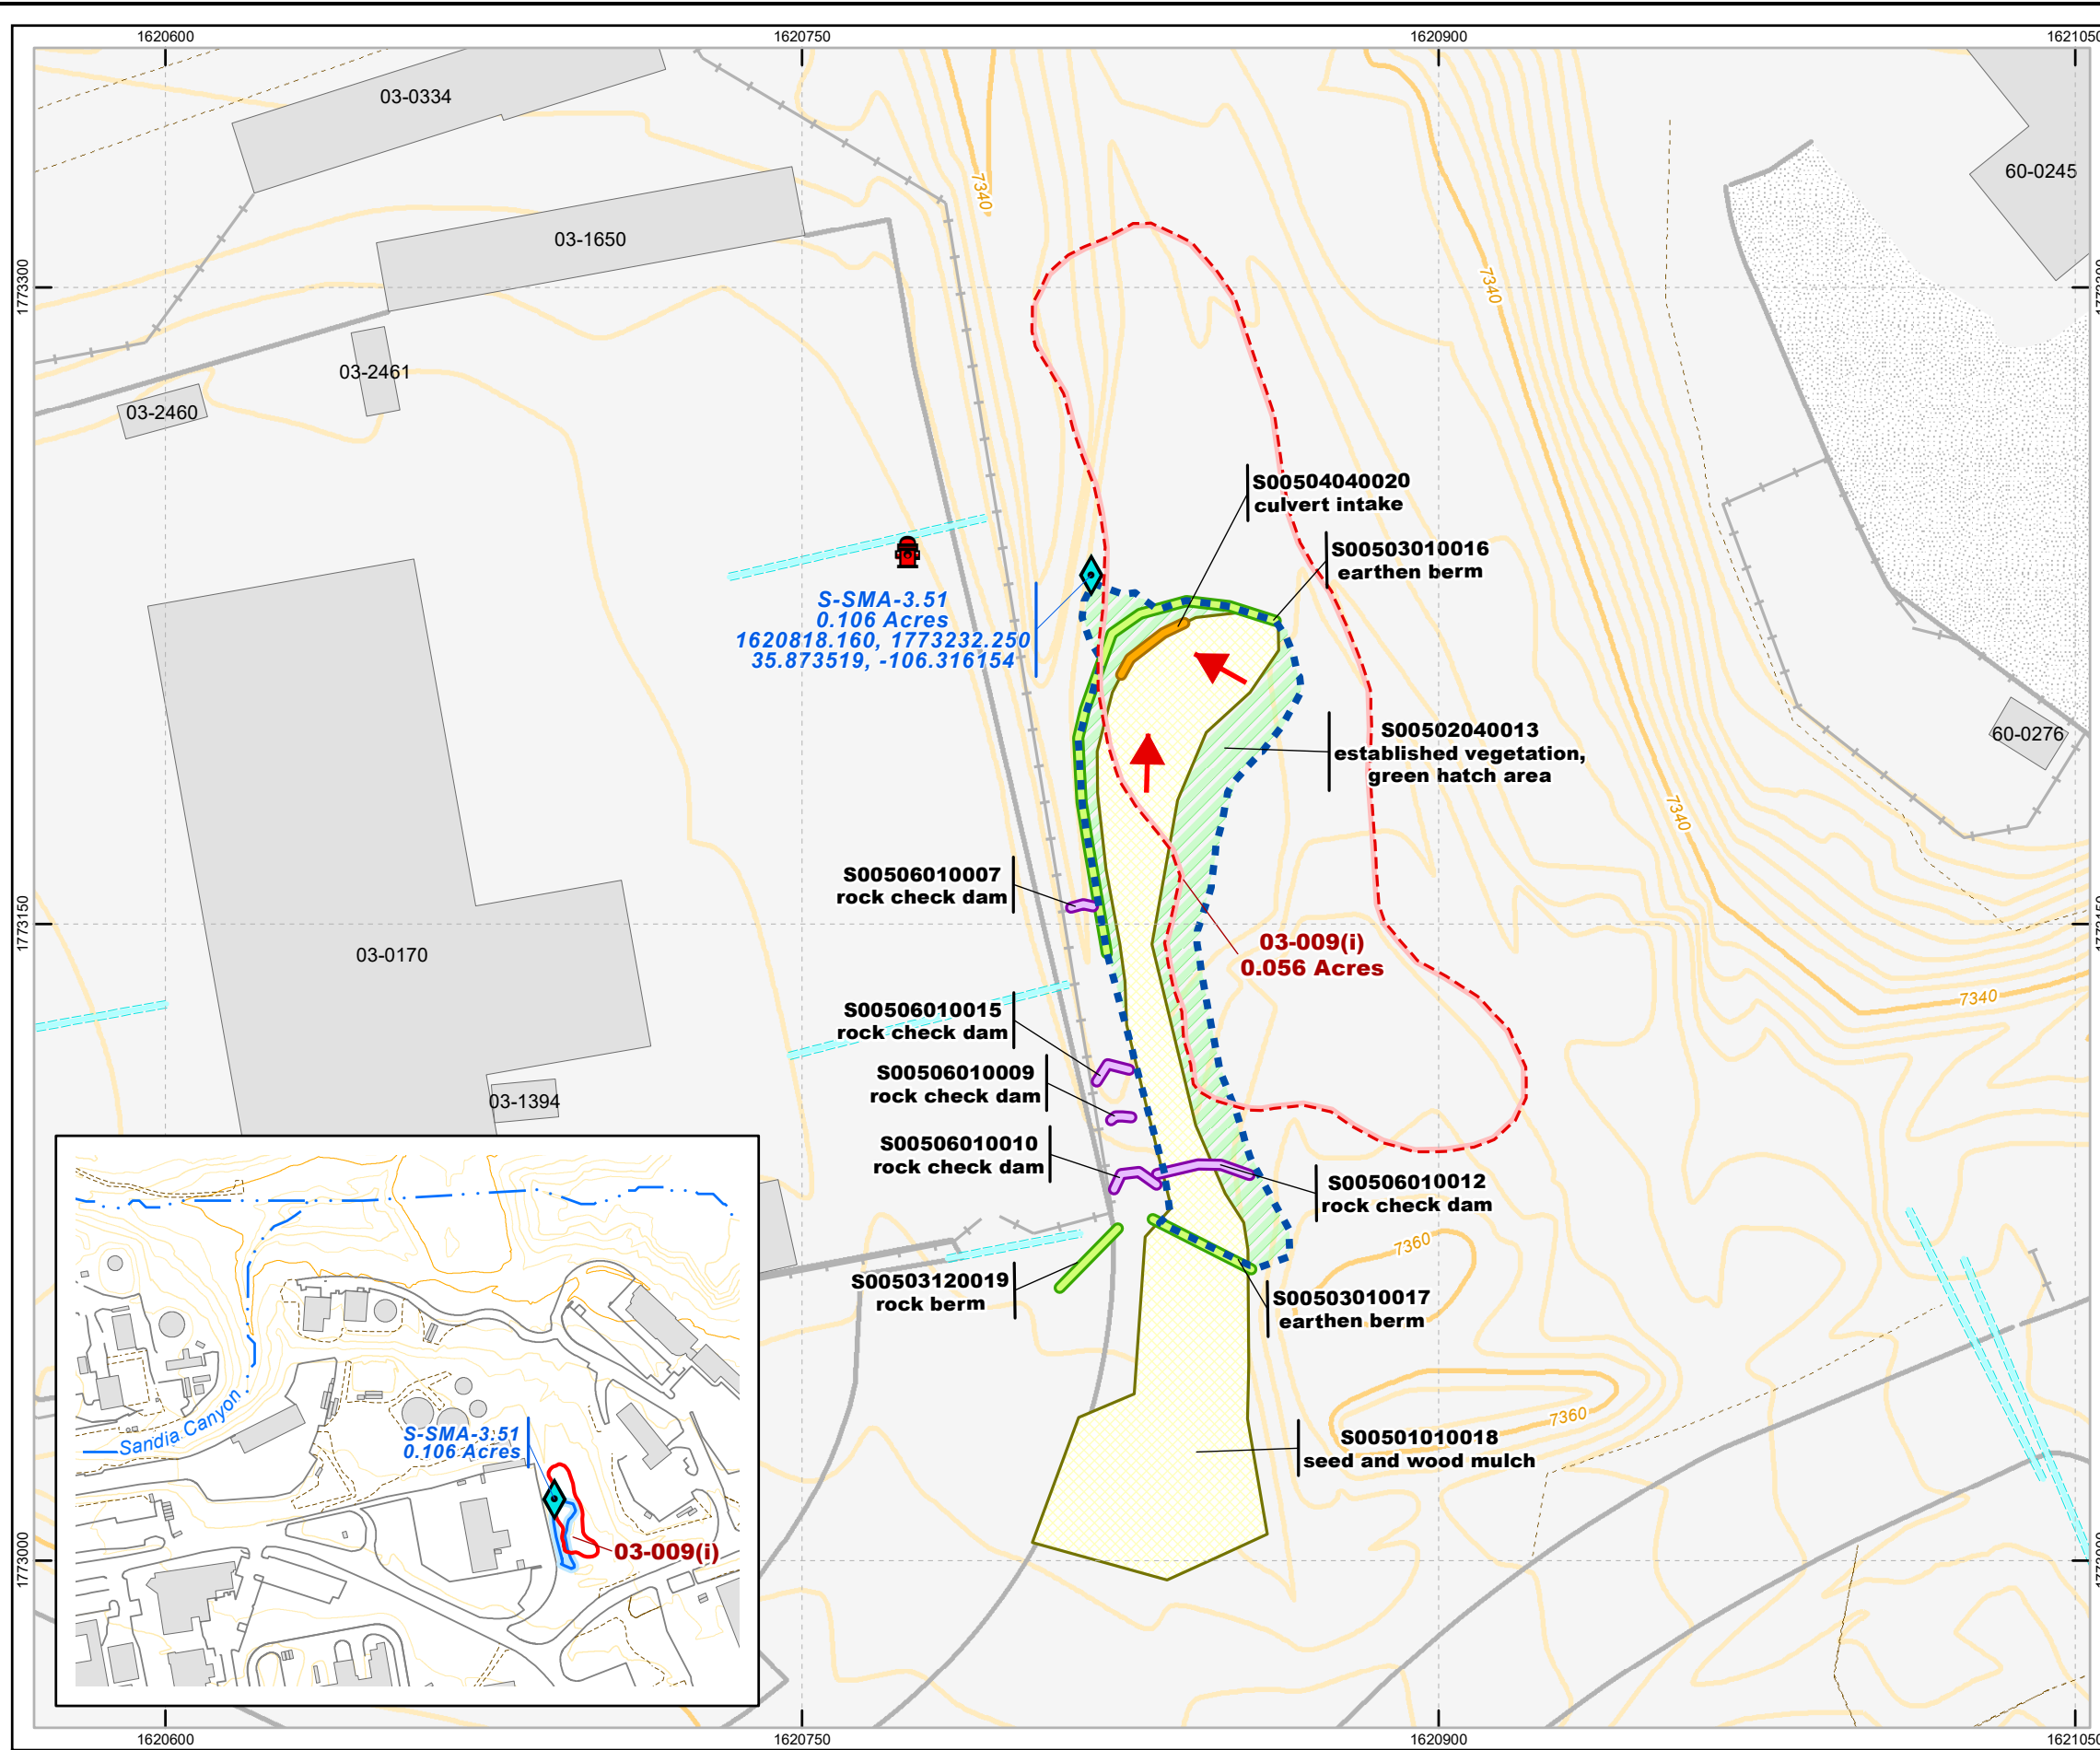 1620600
1620750
1620900
1621050
03-0334
60-0245
03-1650
7340
1773300
7340
03-2461
03-2460
S00504040020
culvert intake
S00503010016
earthen berm
S-SMA-3.51
0.106 Acres
1620818.160, 1773232.250
35.873519, -106.316154
S00502040013
established vegetation,
green hatch area
60-0276
7340
S00506010007
rock check dam
1773150
03-009(i)
0.056 Acres
03-0170
7340
S00506010015
rock check dam
S00506010009
rock check dam
03-1394
S00506010010
rock check dam
S00506010012
rock check dam
7360
S00503120019
rock berm
S00503010017
earthen berm
7360
S00501010018
seed and wood mulch
Sandia Canyon
S-SMA-3.51
0.106 Acres
03-009(i)
1773000
1620600
1620750
1620900
1621050